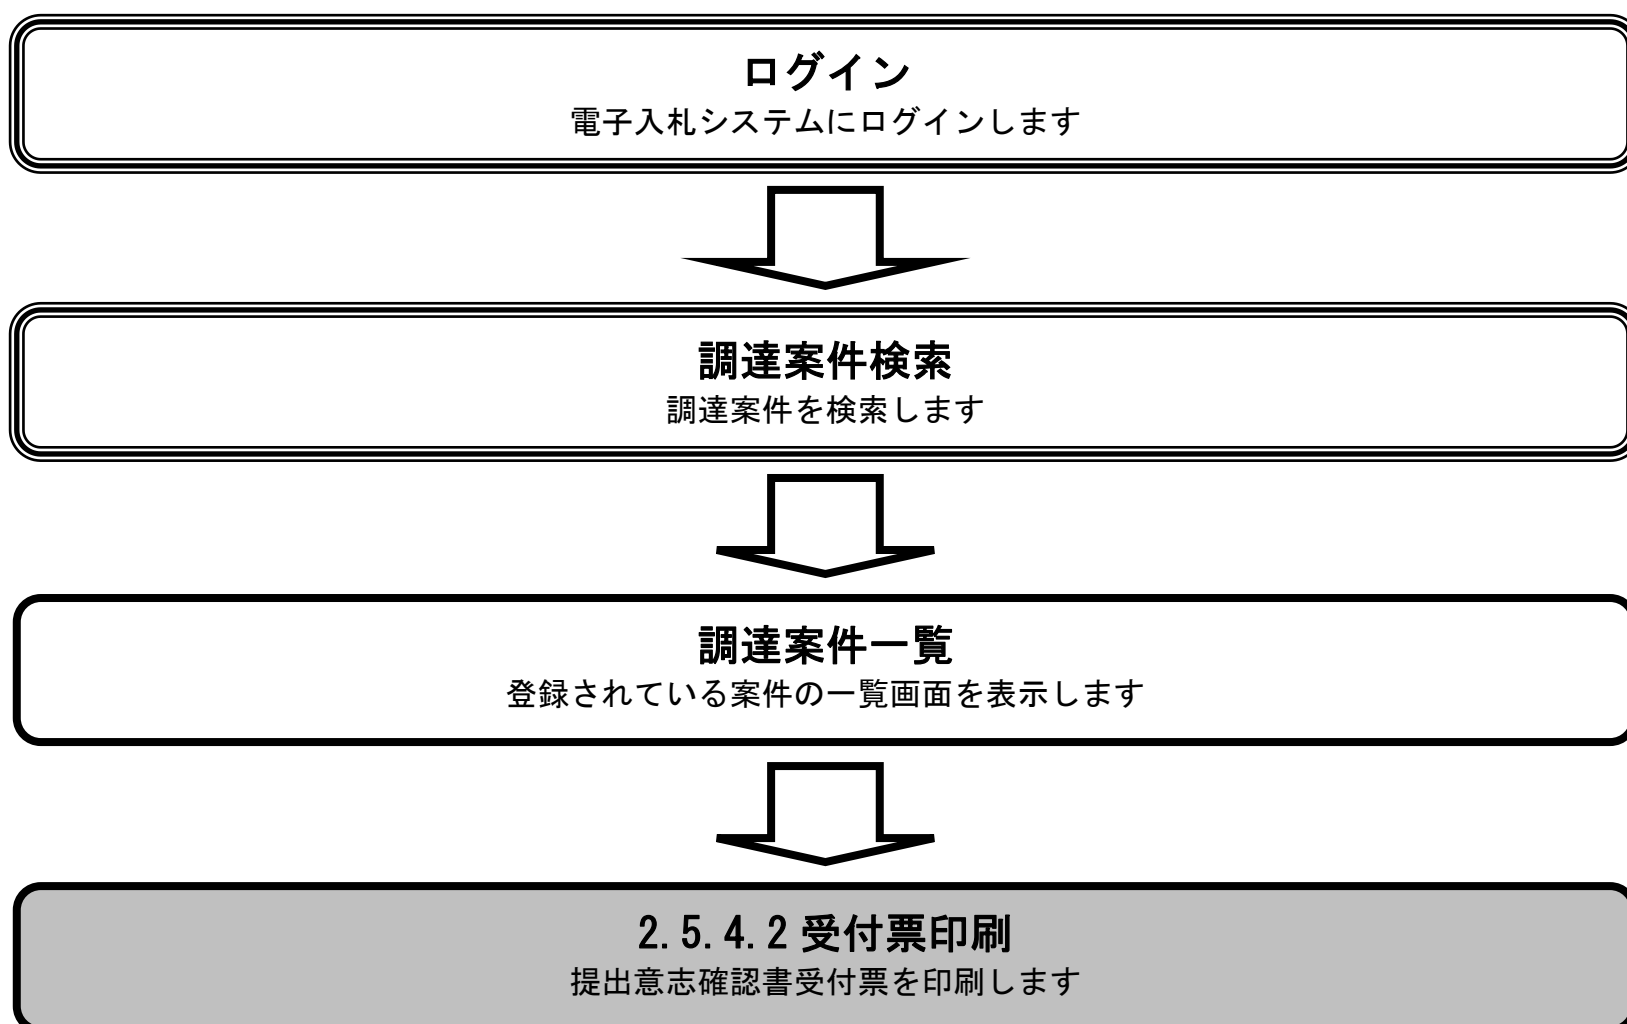 ログイン
電子入札システムにログインします
調達案件検索
調達案件を検索します
調達案件一覧
登録されている案件の一覧画面を表示します
2.5.4.2 受付票印刷
提出意志確認書受付票を印刷します